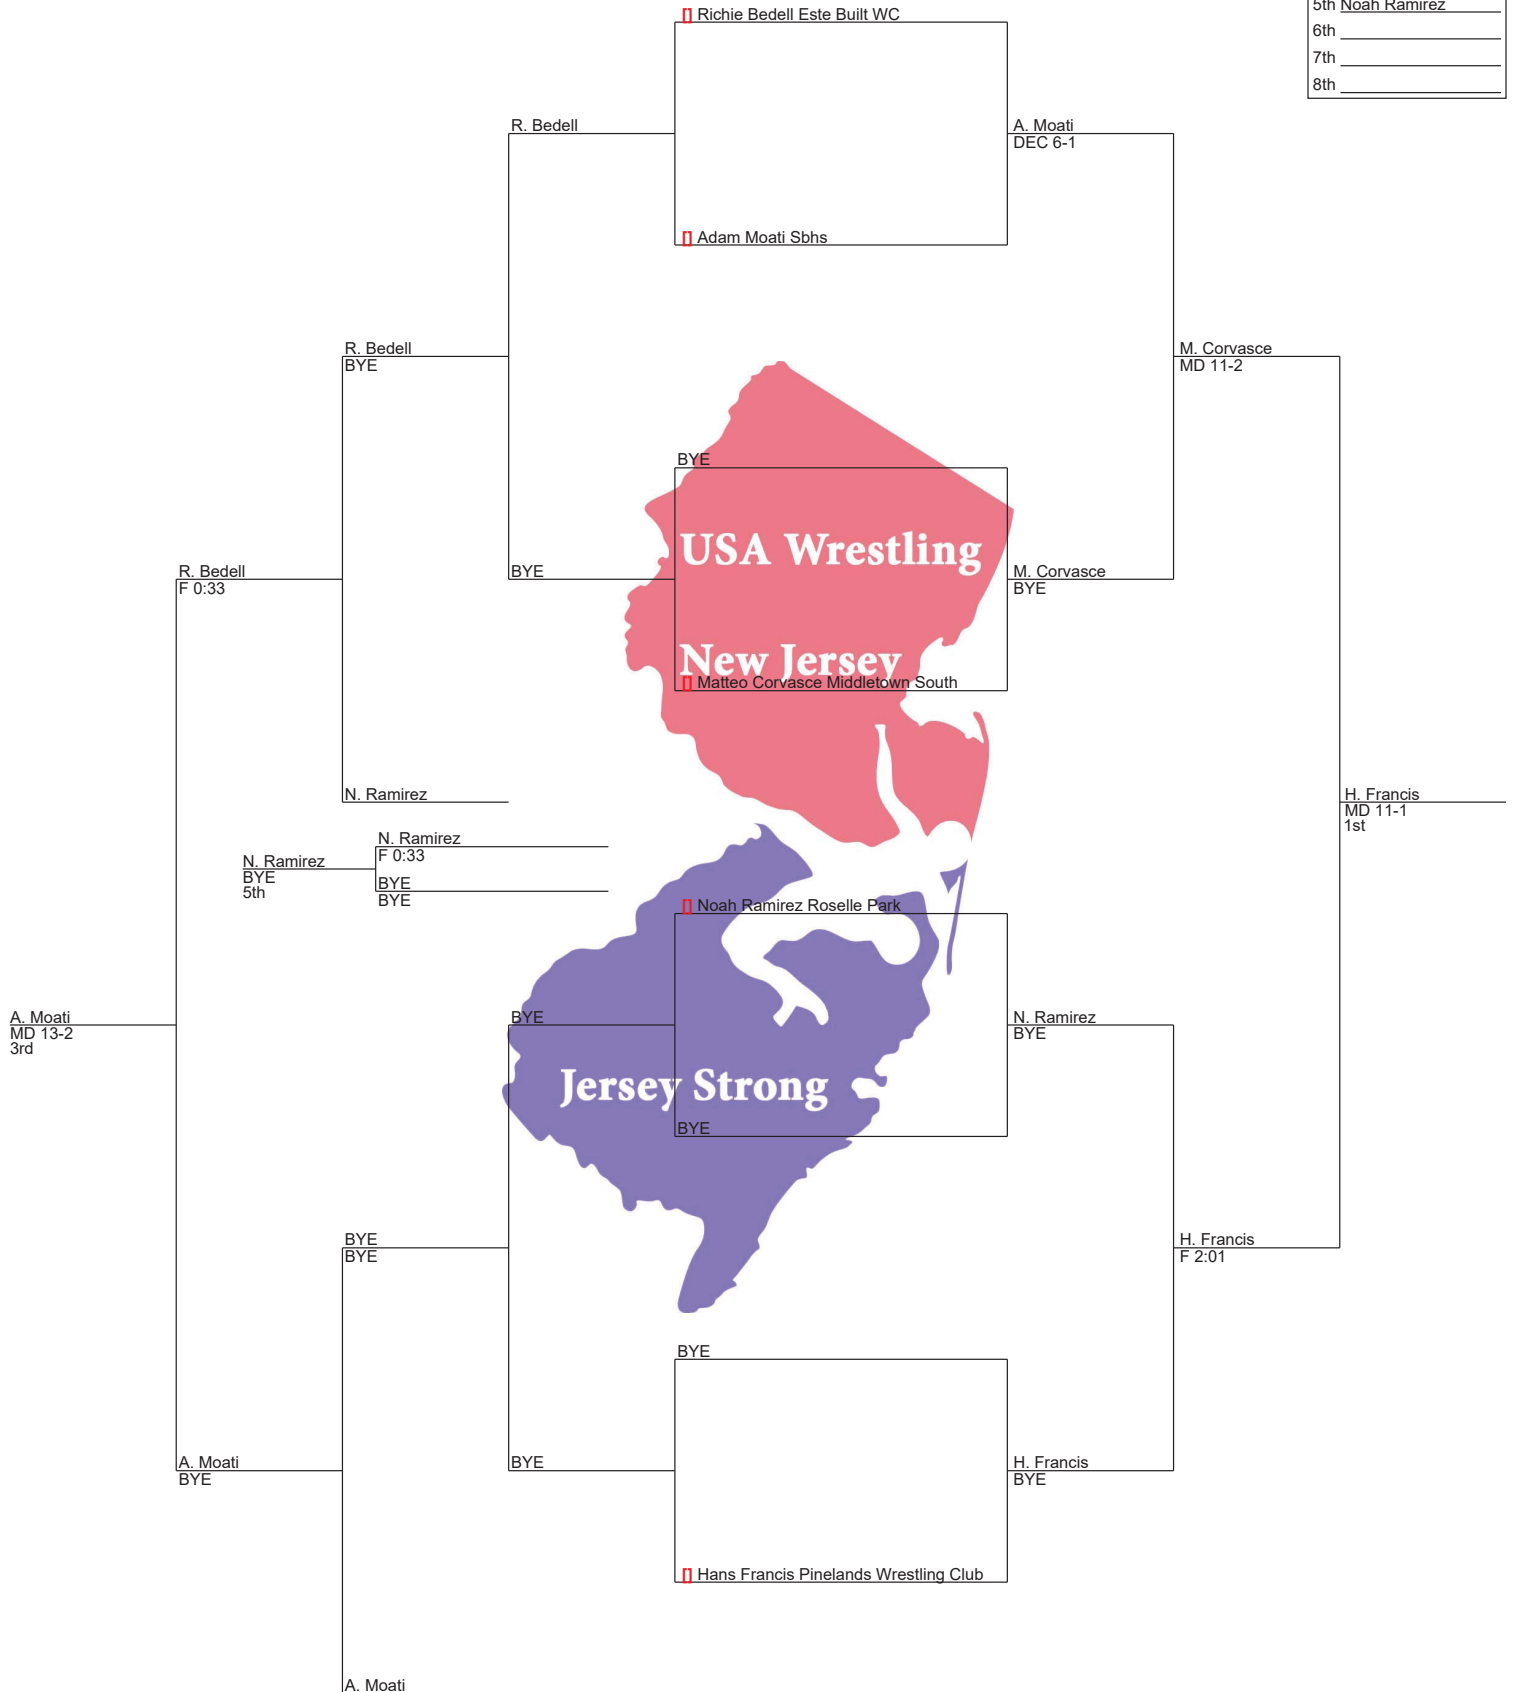 5th Noah Ramirez
[] Richie Bedell Este Built WC
6th
7th
8th
R. Bedell
A. Moati
DEC 6-1
[] Adam Moati Sbhs
R. Bedell
BYE
M. Corvasce
MD 11-2
BYE
USA Wrestling
R. Bedell
F 0:33
BYE
M. Corvasce
BYE
New Jersey
[] Matteo Corvasce Middletown South
N. Ramirez
H. Francis
MD 11-1
1st
N. Ramirez
F 0:33
N. Ramirez
BYE
5th
BYE
BYE
[] Noah Ramirez Roselle Park
A. Moati
MD 13-2
3rd
BYE
N. Ramirez
BYE
Jersey Strong
BYE
BYE
BYE
H. Francis
F 2:01
BYE
A. Moati
BYE
BYE
H. Francis
BYE
[] Hans Francis Pinelands Wrestling Club
A. Moati